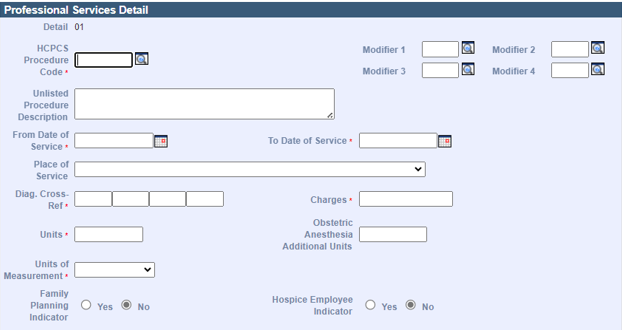 Professional Services Detail
Detail 01
HCPCS
Procedure
Code *
Modifier 1
Modifier 2
Modifier 3
Modifier 4
Unlisted
Procedure
Description
From Date of
Service *
To Date of Service *
Place of
Service
Diag. Cross-
Ref *
Charges *
Units *
Obstetric
Anesthesia
Additional Units
Units of
Measurement *
Family
Planning
Indicator
Yes No
Hospice Employee
Indicator
Yes No